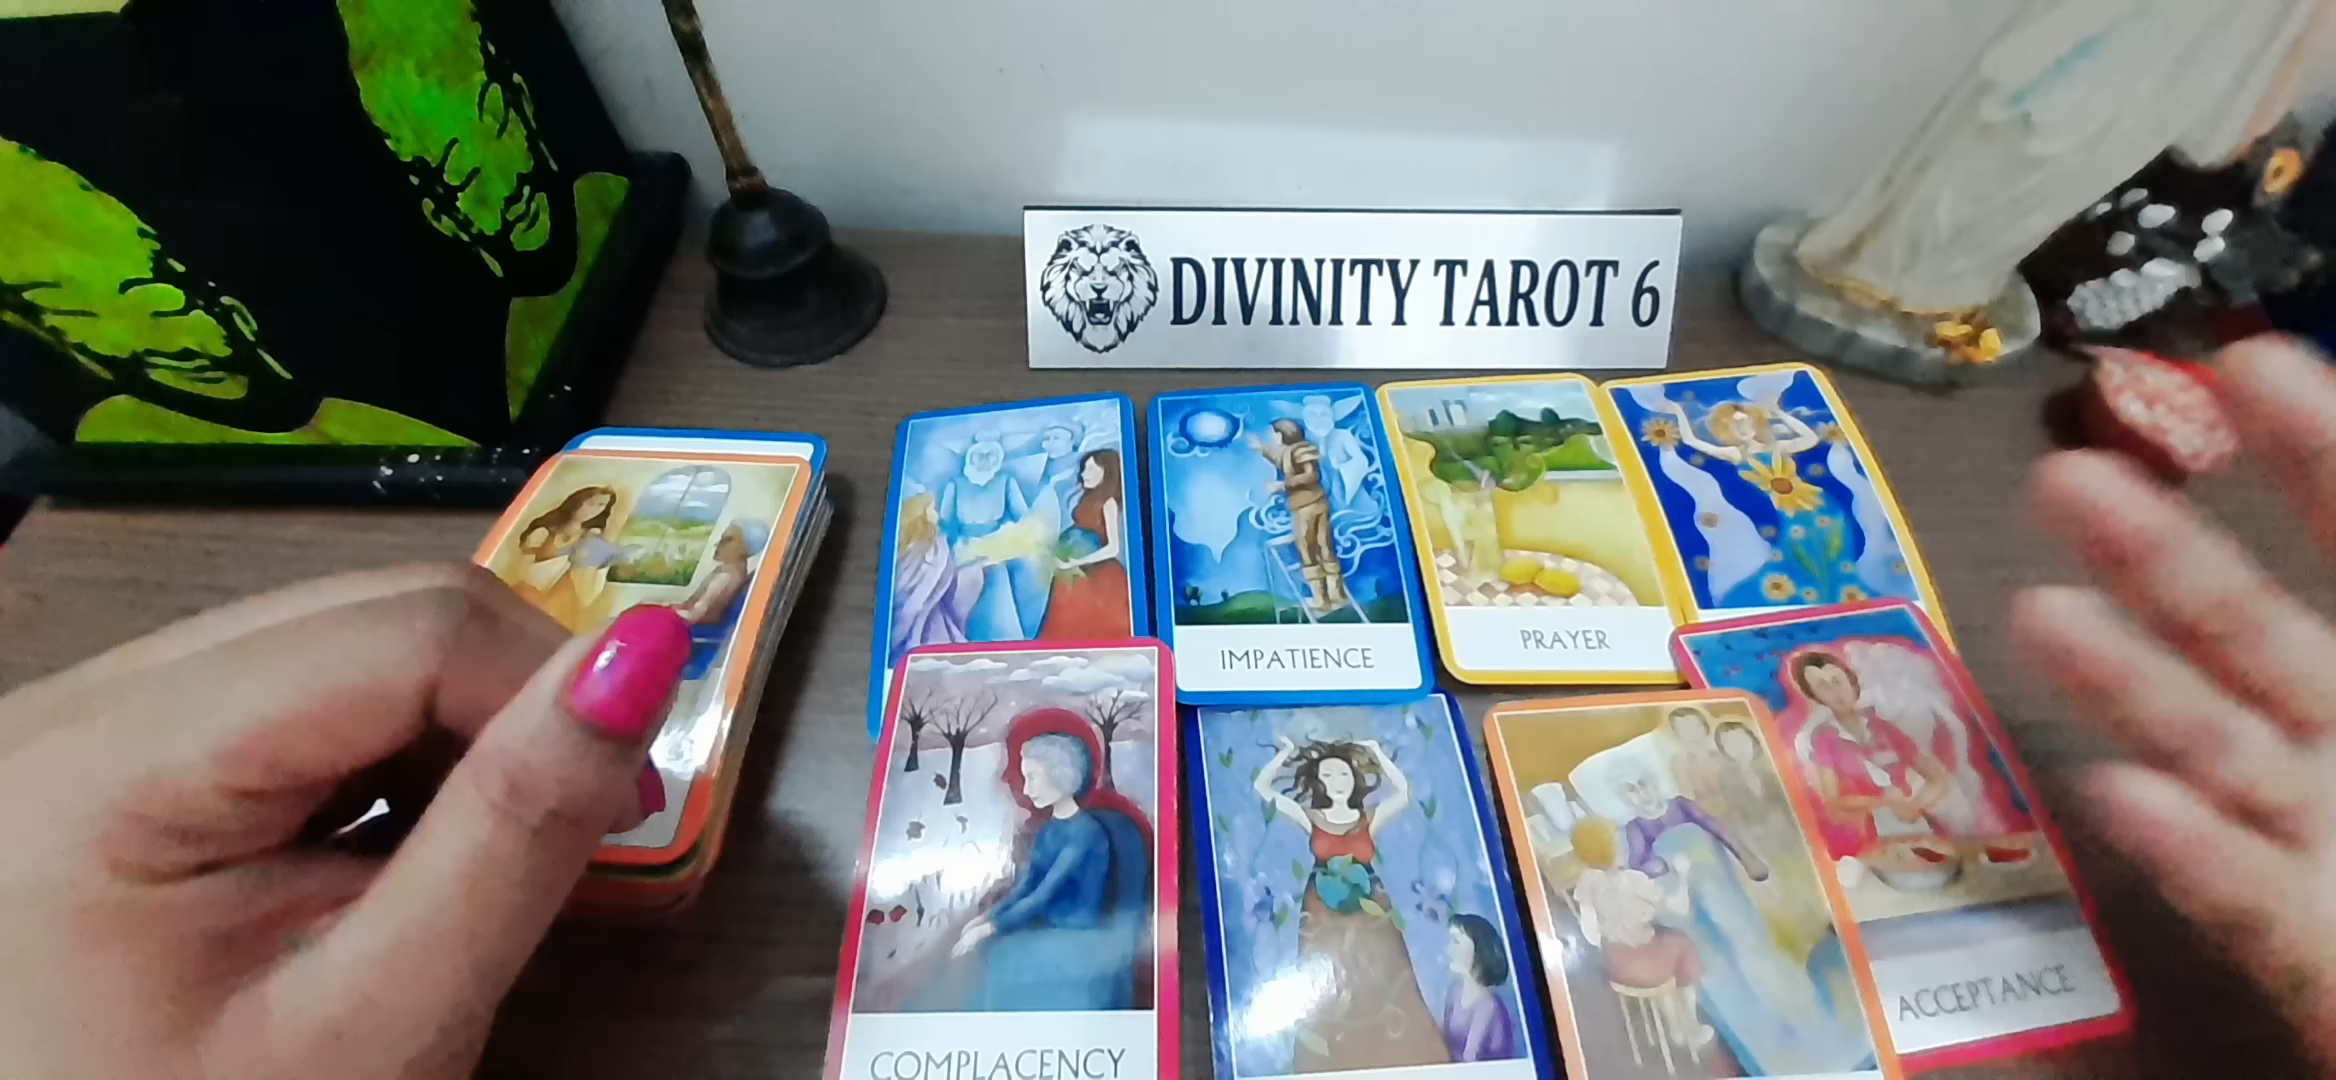 DIVINITY TAROT 6
IMPATIENCE
PRAYER
ACCEPTANCE
COMPLACENCY